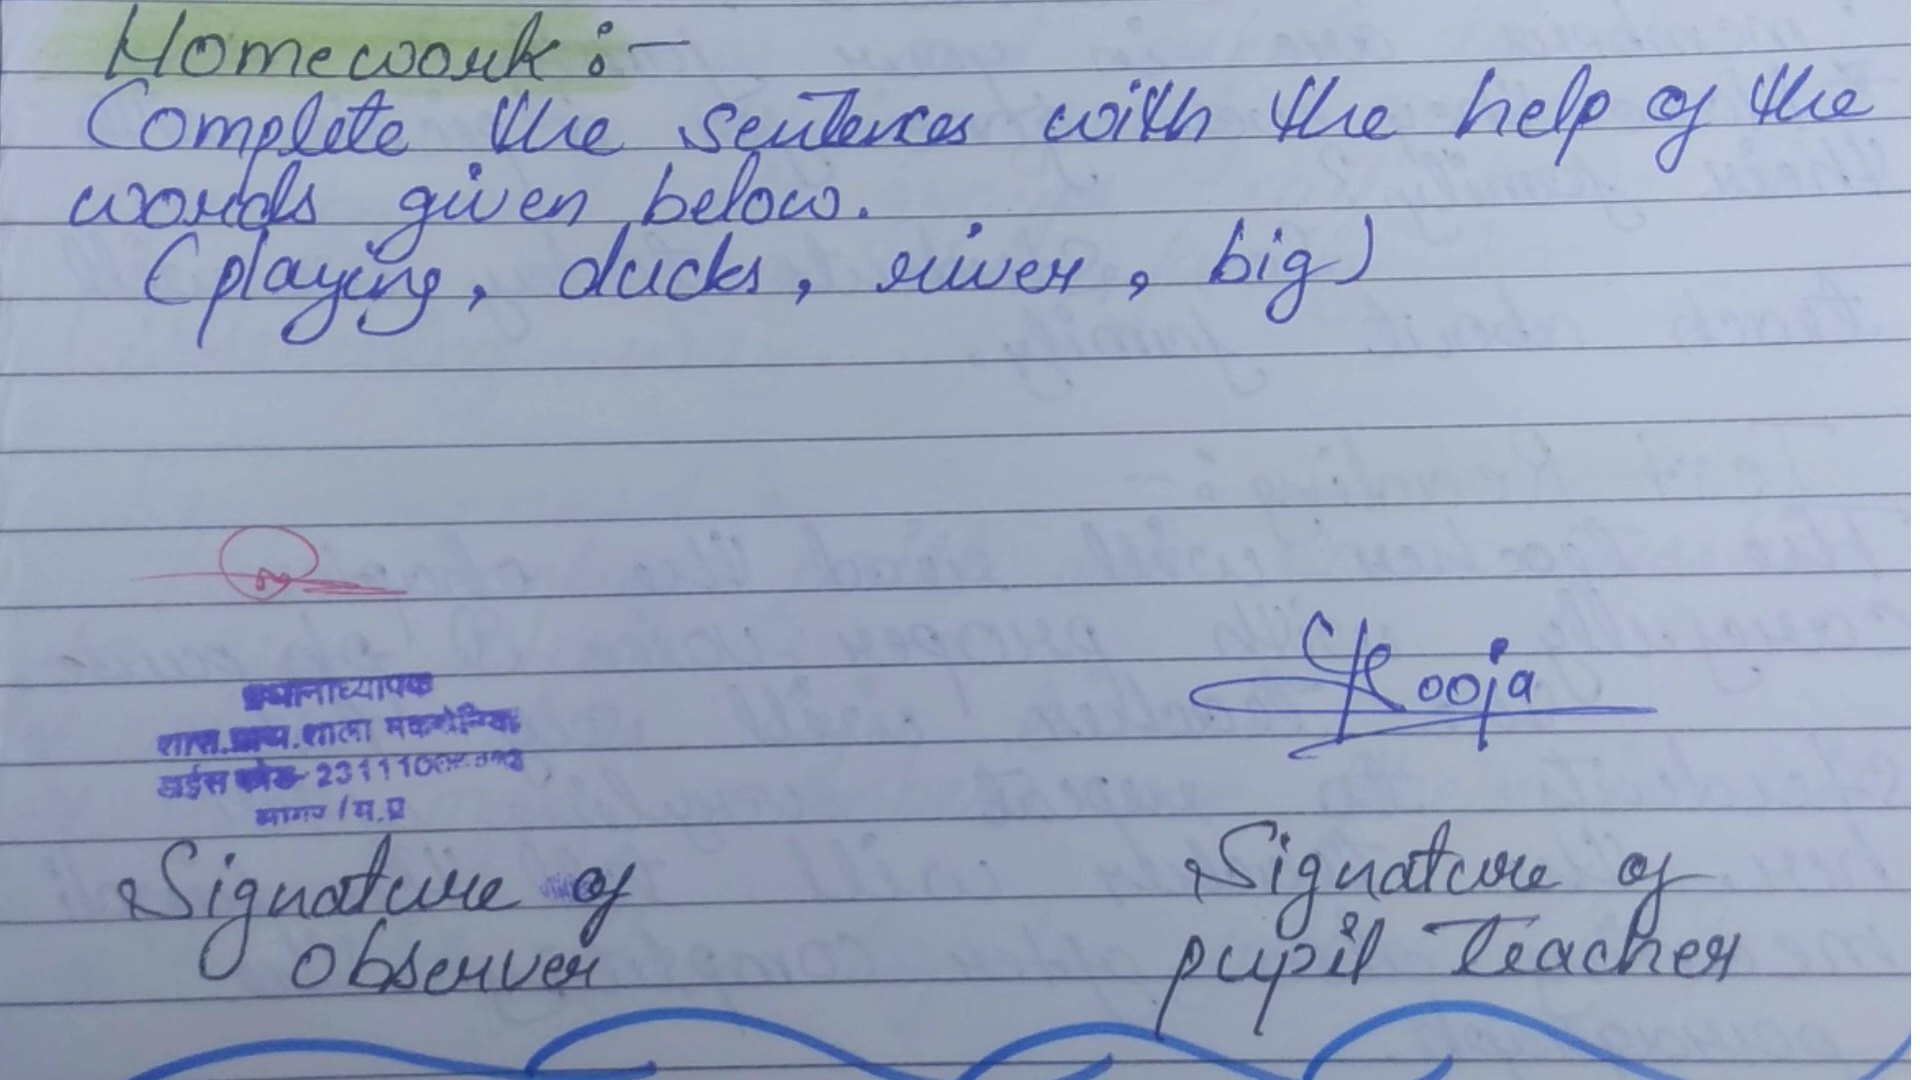 Homework :-
Complete the sentences with the help of the
words given below.
(playing, ducks, river, big)
Pooja
प्रधानाध्यापक
शास. शाला
23111
म.प्र
Signature of
observer
Signature of
pupil Teacher